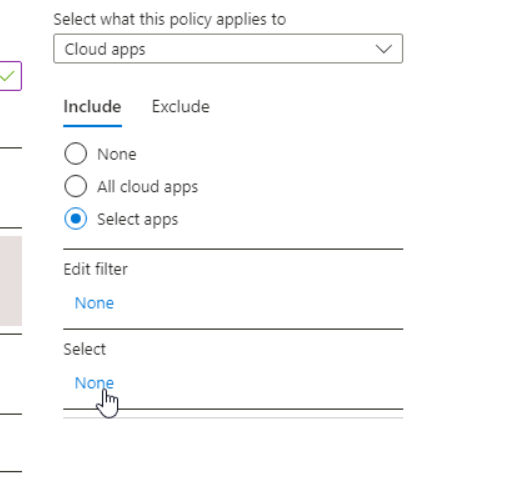 Select what this policy applies to
Cloud apps
Include Exclude
None
All cloud apps
Select apps
Edit filter
None
Select
None